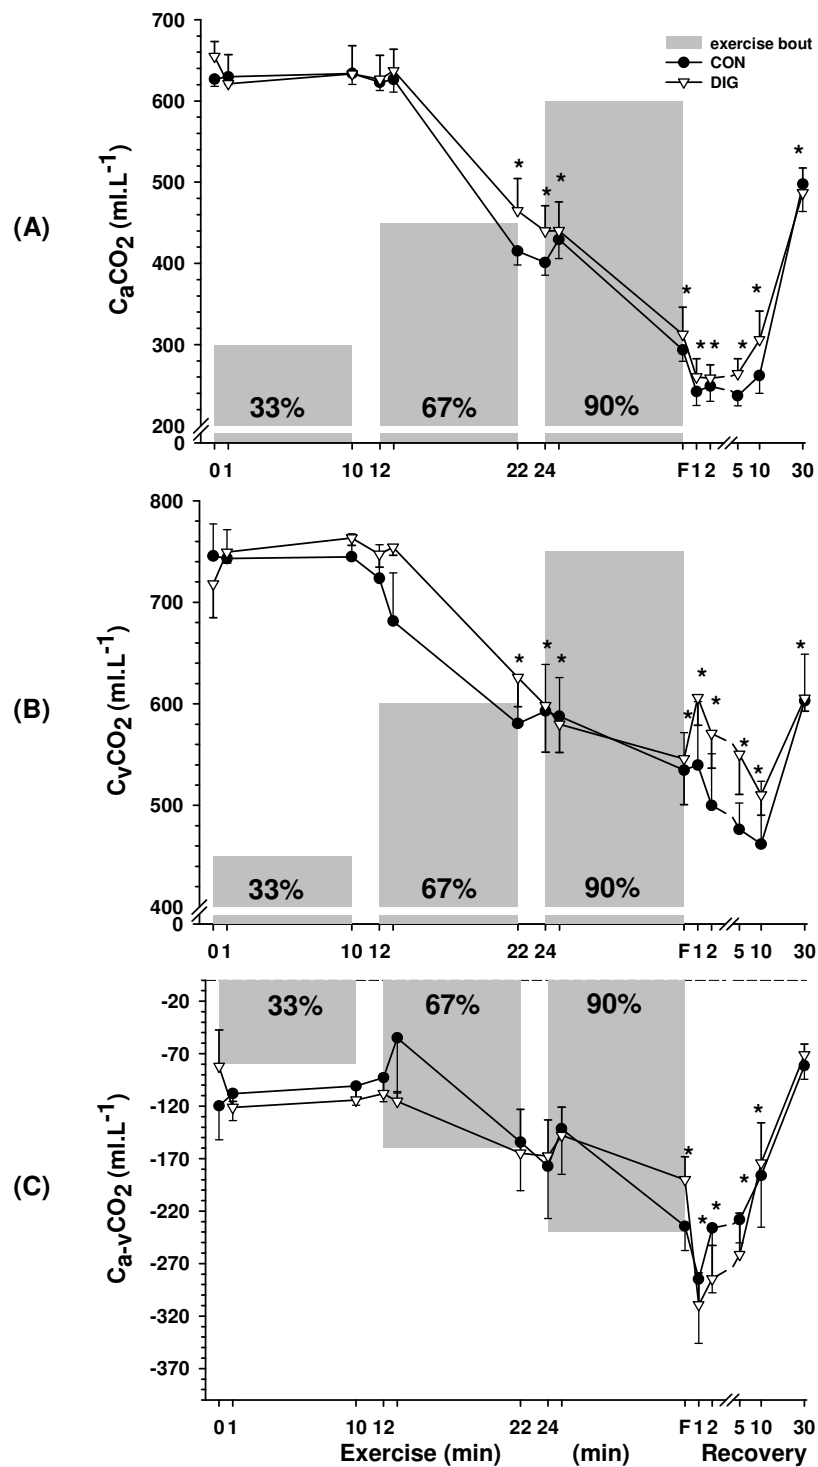 700
600
500
400
300
200
0
(A)
CaCO2 (ml.L-1)
exercise bout
CON
DIG
* * * * * * * * *
33% 67% 90%
0 1 10 12 22 24 F 1 2 5 10 30
800
700
600
500
400
0
(B)
CvCO2 (ml.L-1)
* * * * * * * * *
33% 67% 90%
0 1 10 12 22 24 F 1 2 5 10 30
-20
-70
-120
-170
-220
-270
-320
-370
(C)
Ca-vCO2 (ml.L-1)
33% 67% 90%
* * * * *
0 1 10 12 22 24 F 1 2 5 10 30
Exercise (min) (min) Recovery